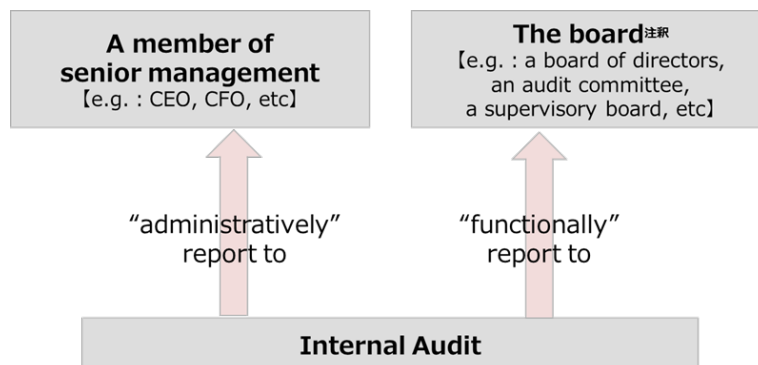 A member of
senior management
【e.g. : CEO, CFO, etc】
The board注釈
【e.g. : a board of directors,
an audit committee,
a supervisory board, etc】
“administratively”
report to
“functionally”
report to
Internal Audit